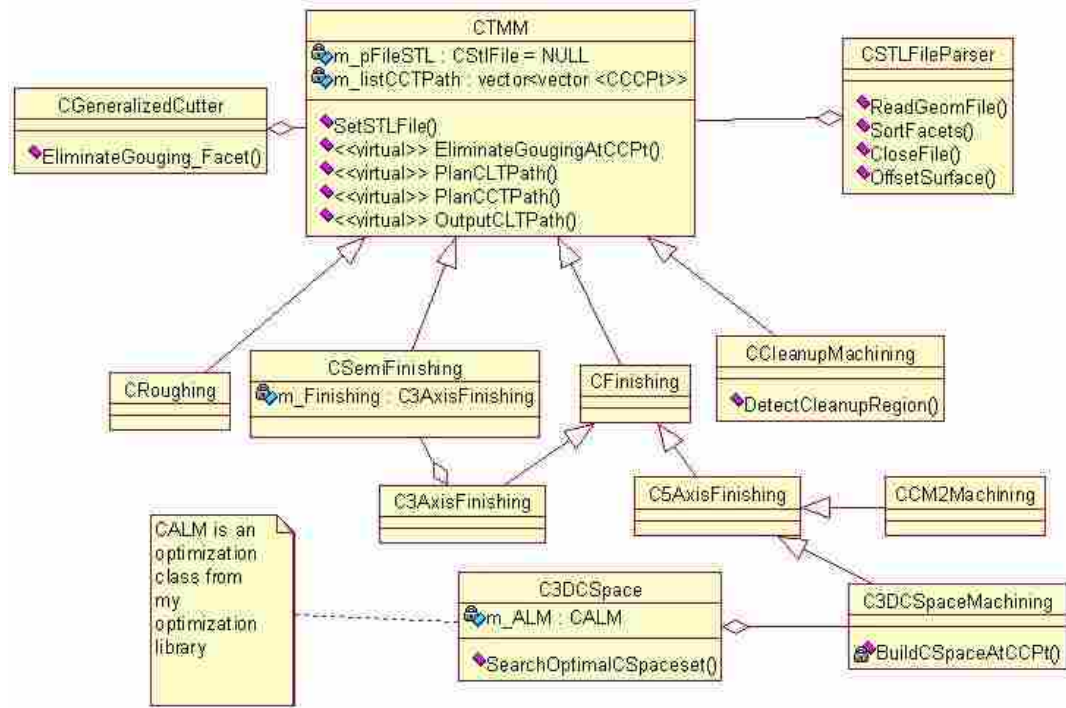 CTMM
m_pFileSTL : CStlFile = NULL
m_listCCTPath : vector<vector <CCCPt>>
SetSTLFile()
<<virtual>> EliminateGougingAtCCPt()
<<virtual>> PlanCLTPath()
<<virtual>> PlanCCTPath()
<<virtual>> OutputCLTPath()
CGeneralizedCutter
EliminateGouging_Facet()
CSTLFileParser
ReadGeomFile()
SortFacets()
CloseFile()
OffsetSurface()
CRoughing
CSemiFinishing
m_Finishing : C3AxisFinishing
CFinishing
CCleanupMachining
DetectCleanupRegion()
C3AxisFinishing
C5AxisFinishing
CCM2Machining
CALM is an
optimization
class from
my
optimization
library
C3DCSpace
m_ALM : CALM
SearchOptimalCSpaceset()
C3DCSpaceMachining
BuildCSpaceAtCCPt()